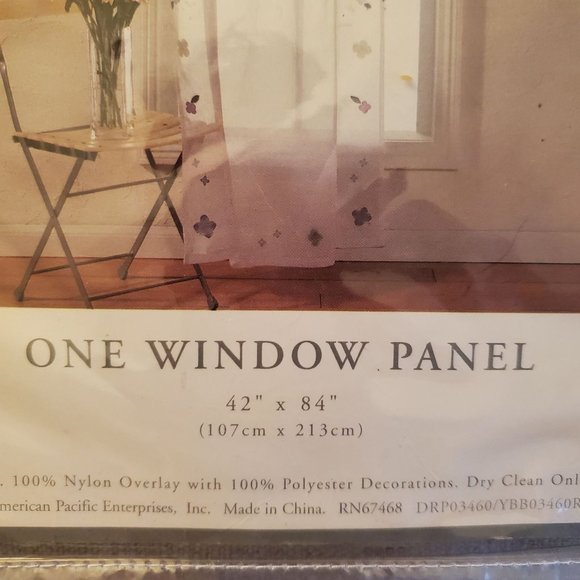 ONE WINDOW PANEL
42" x 84"
(107cm x 213cm)
. 100% Nylon Overlay with 100% Polyester Decorations. Dry Clean Onl
merican Pacific Enterprises, Inc. Made in China. RN67468 DRP03460/YBB03460R